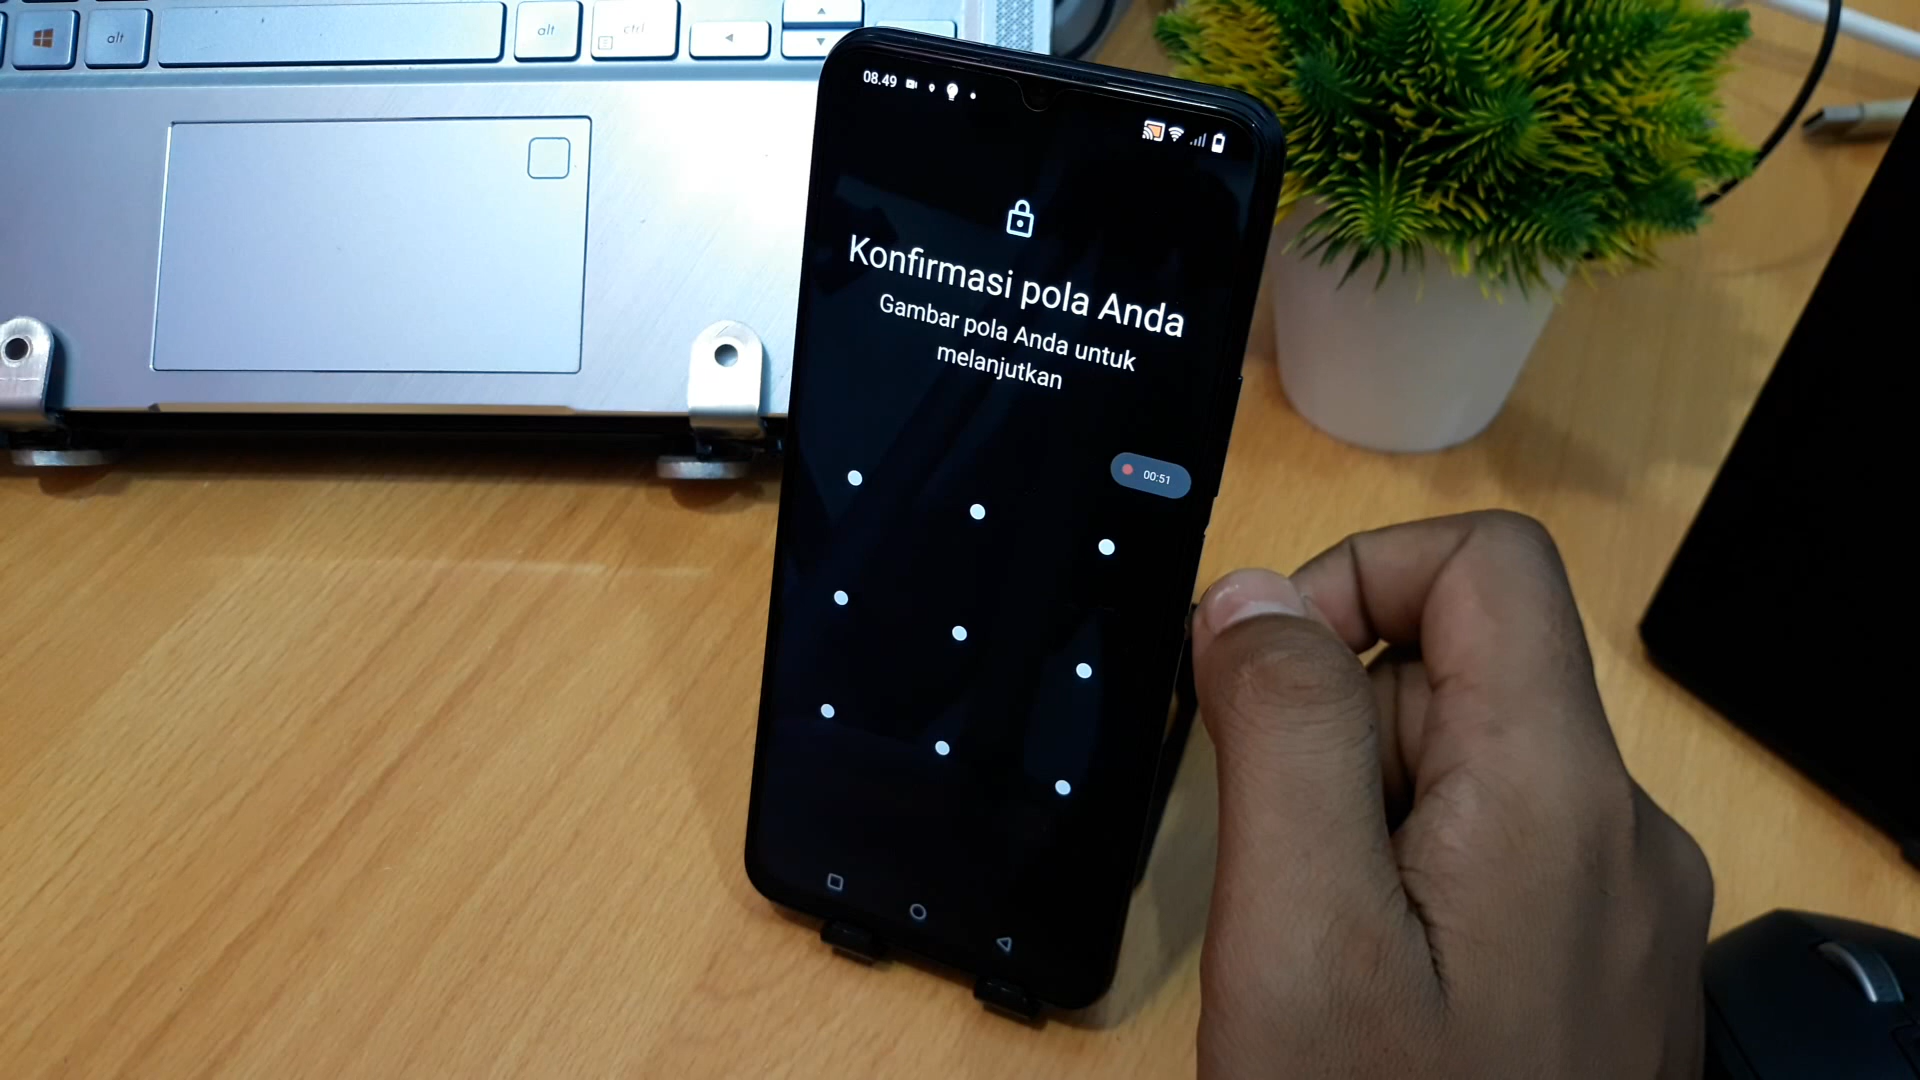 alt
alt
ctrl
08.49
Konfirmasi pola Anda
Gambar pola Anda untuk
melanjutkan
00:51